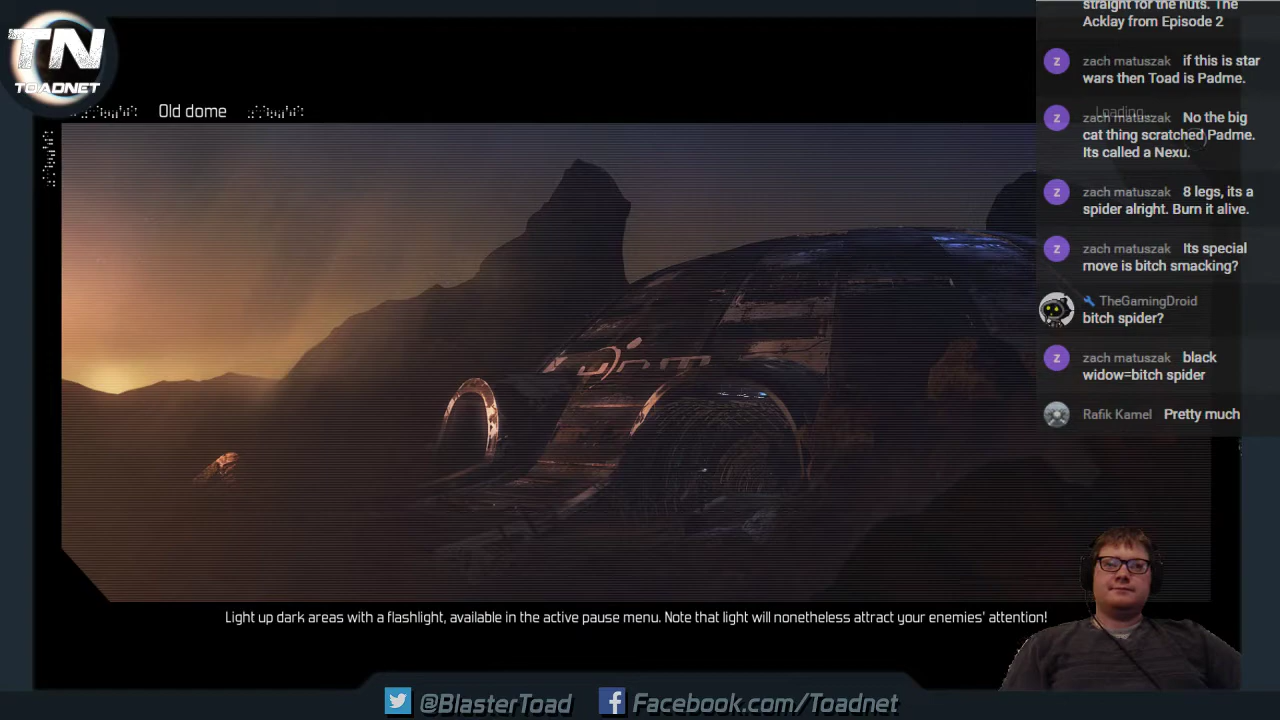 TN
TOADNET
Old dome
Loading
straight for the nuts. The
Acklay from Episode 2
zach matuszak if this is star
wars then Toad is Padme.
zach matuszak No the big
cat thing scratched Padme.
Its called a Nexu.
zach matuszak 8 legs, its a
spider alright. Burn it alive.
zach matuszak Its special
move is bitch smacking?
TheGamingDroid
bitch spider?
zach matuszak black
widow=bitch spider
Rafik Kamel Pretty much
Light up dark areas with a flashlight, available in the active pause menu. Note that light will nonetheless attract your enemies' attention!
@BlasterToad
Facebook.com/Toadnet